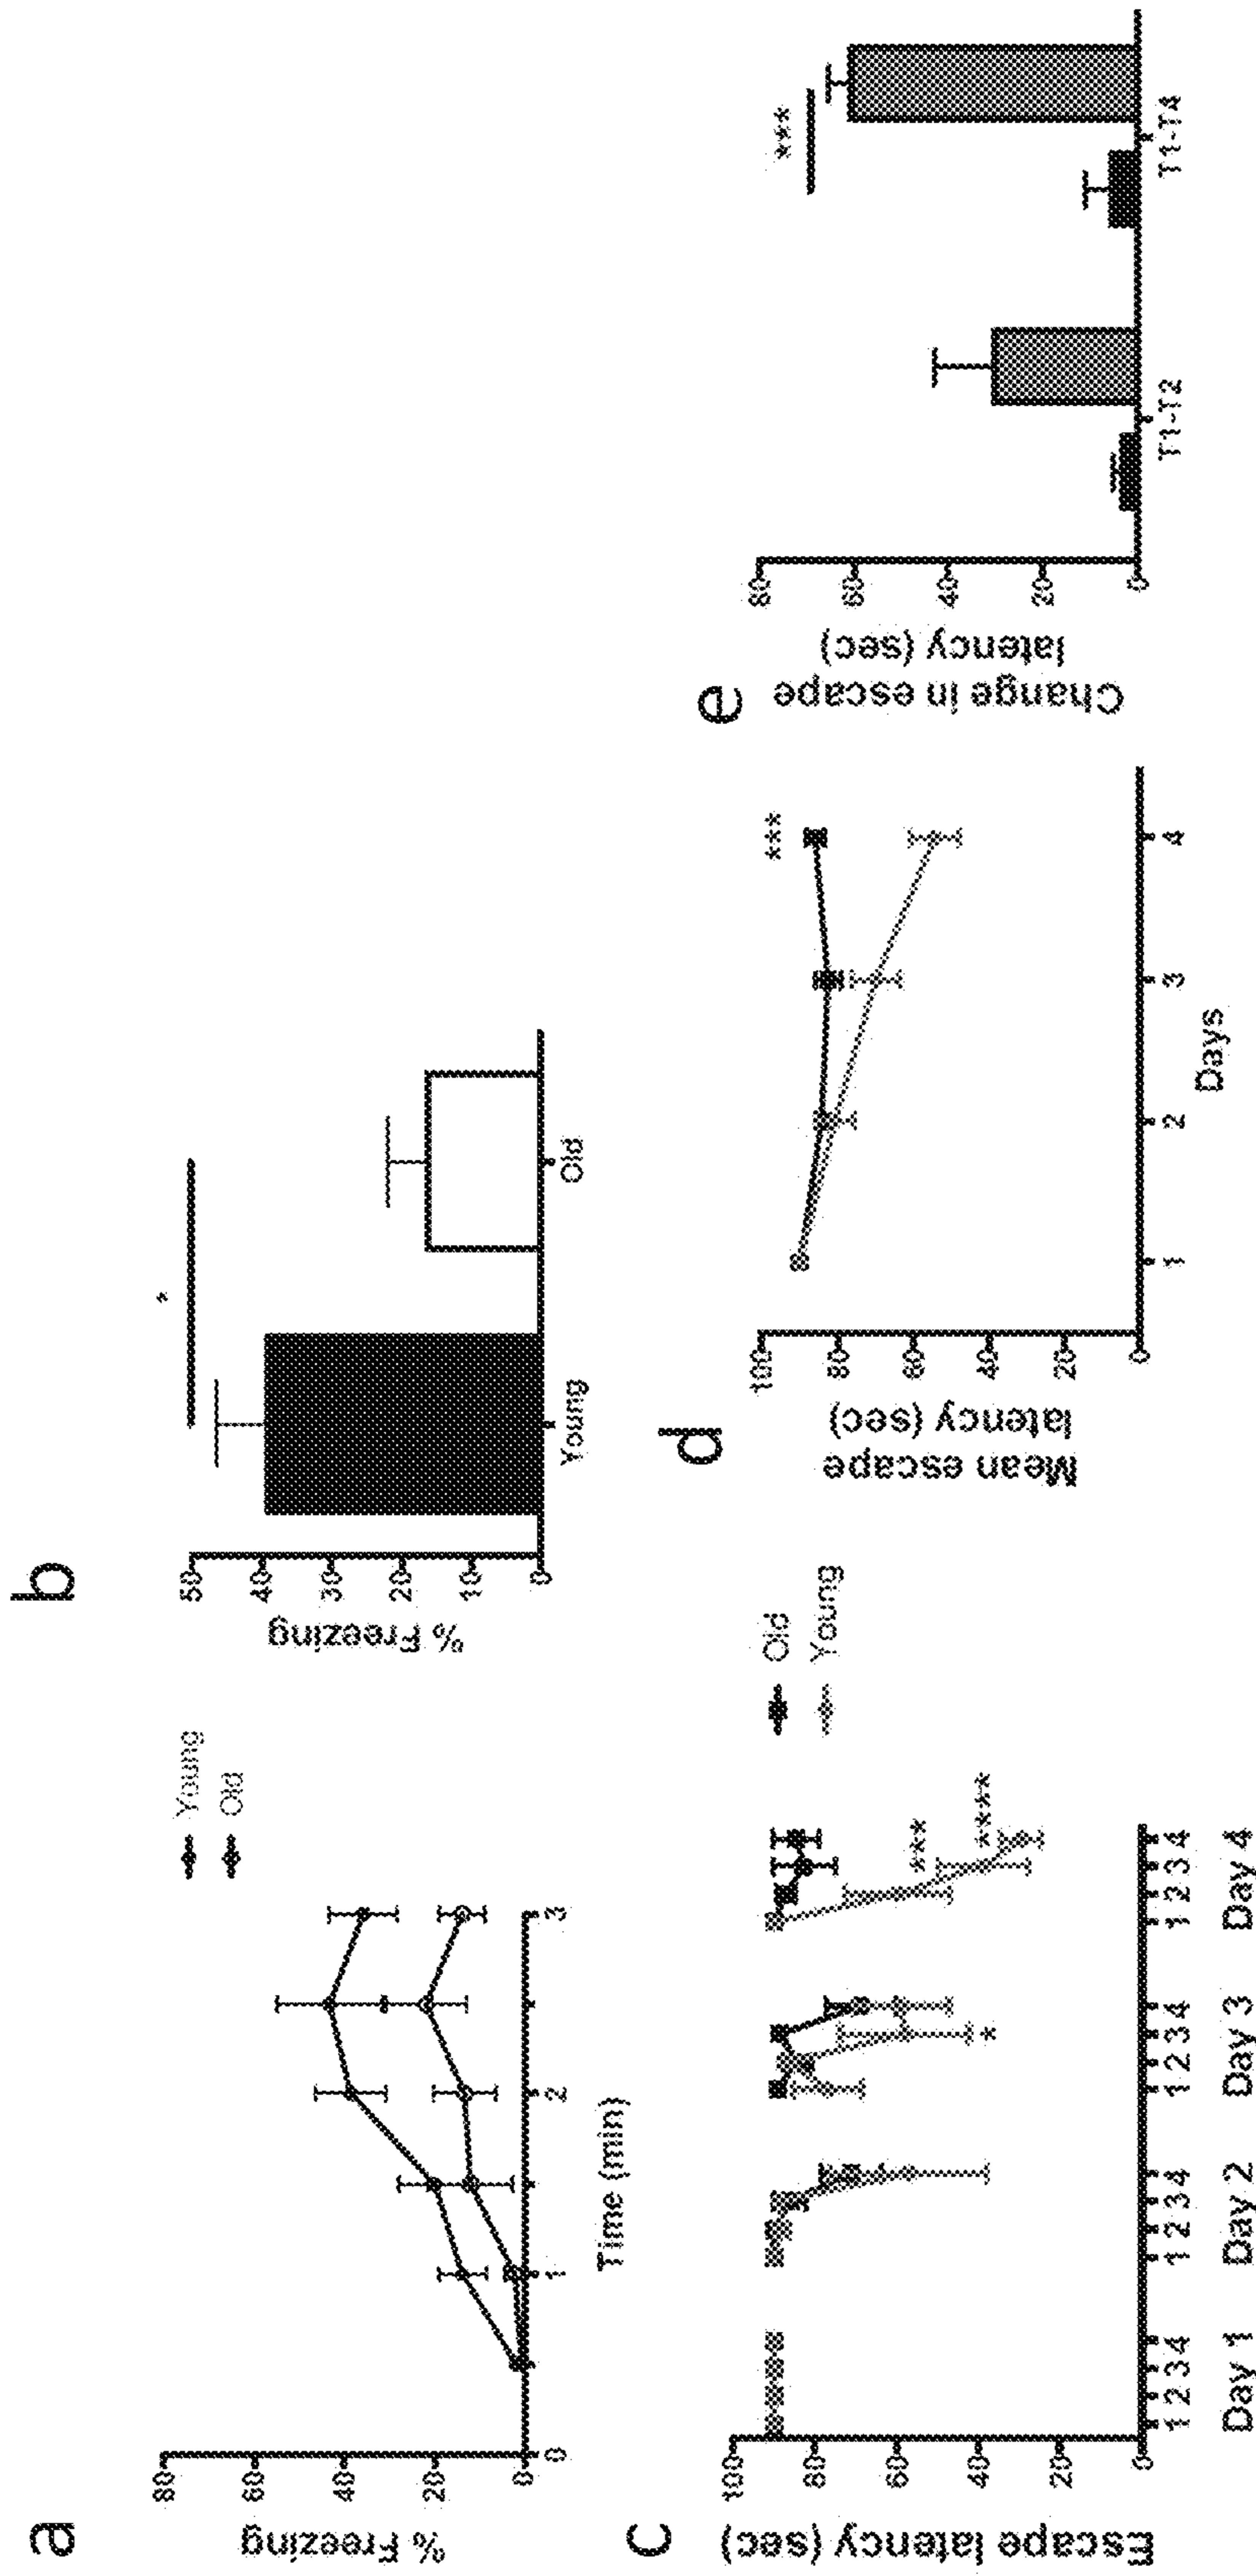 a
% Freezing
80
60
40
20
0
0
1
2
3
Time (min)
Young
Old
b
% Freezing
50
40
30
20
10
0
*
Young
Old
c
Escape latency (sec)
100
80
60
40
20
0
*
***
****
1 2 3 4
1 2 3 4
1 2 3 4
1 2 3 4
Day 1
Day 2
Day 3
Day 4
Old
Young
d
Mean escape
latency (sec)
100
80
60
40
20
0
***
1
2
3
4
Days
e
Change in escape
latency (sec)
80
60
40
20
0
***
T1-T2
T1-T4